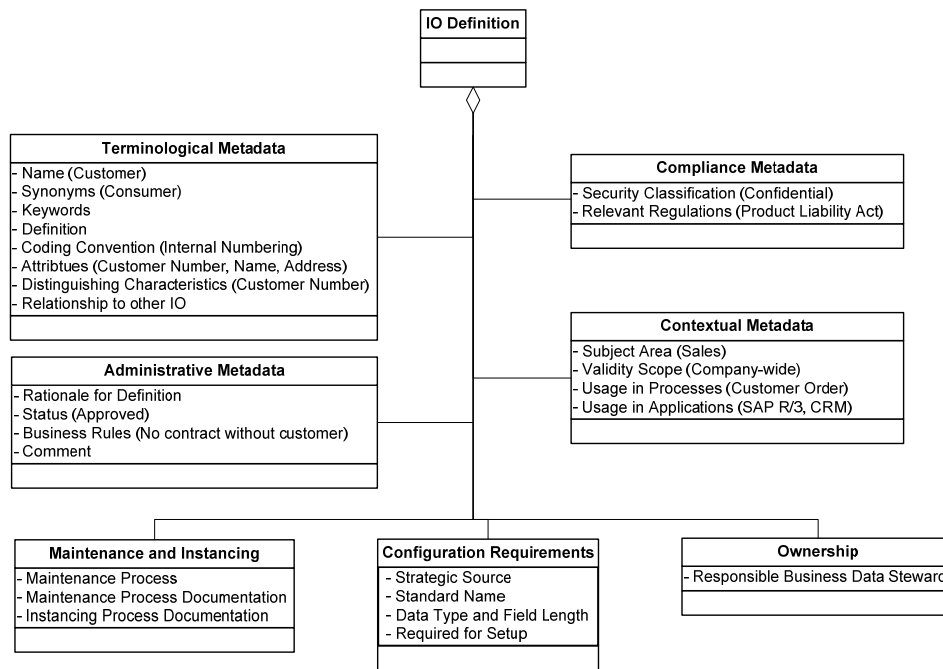 IO Definition
Terminological Metadata
- Name (Customer)
- Synonyms (Consumer)
- Keywords
- Definition
- Coding Convention (Internal Numbering)
- Attribtues (Customer Number, Name, Address)
- Distinguishing Characteristics (Customer Number)
- Relationship to other IO
Compliance Metadata
- Security Classification (Confidential)
- Relevant Regulations (Product Liability Act)
Administrative Metadata
- Rationale for Definition
- Status (Approved)
- Business Rules (No contract without customer)
- Comment
Contextual Metadata
- Subject Area (Sales)
- Validity Scope (Company-wide)
- Usage in Processes (Customer Order)
- Usage in Applications (SAP R/3, CRM)
Maintenance and Instancing
- Maintenance Process
- Maintenance Process Documentation
- Instancing Process Documentation
Configuration Requirements
- Strategic Source
- Standard Name
- Data Type and Field Length
- Required for Setup
Ownership
- Responsible Business Data Steward